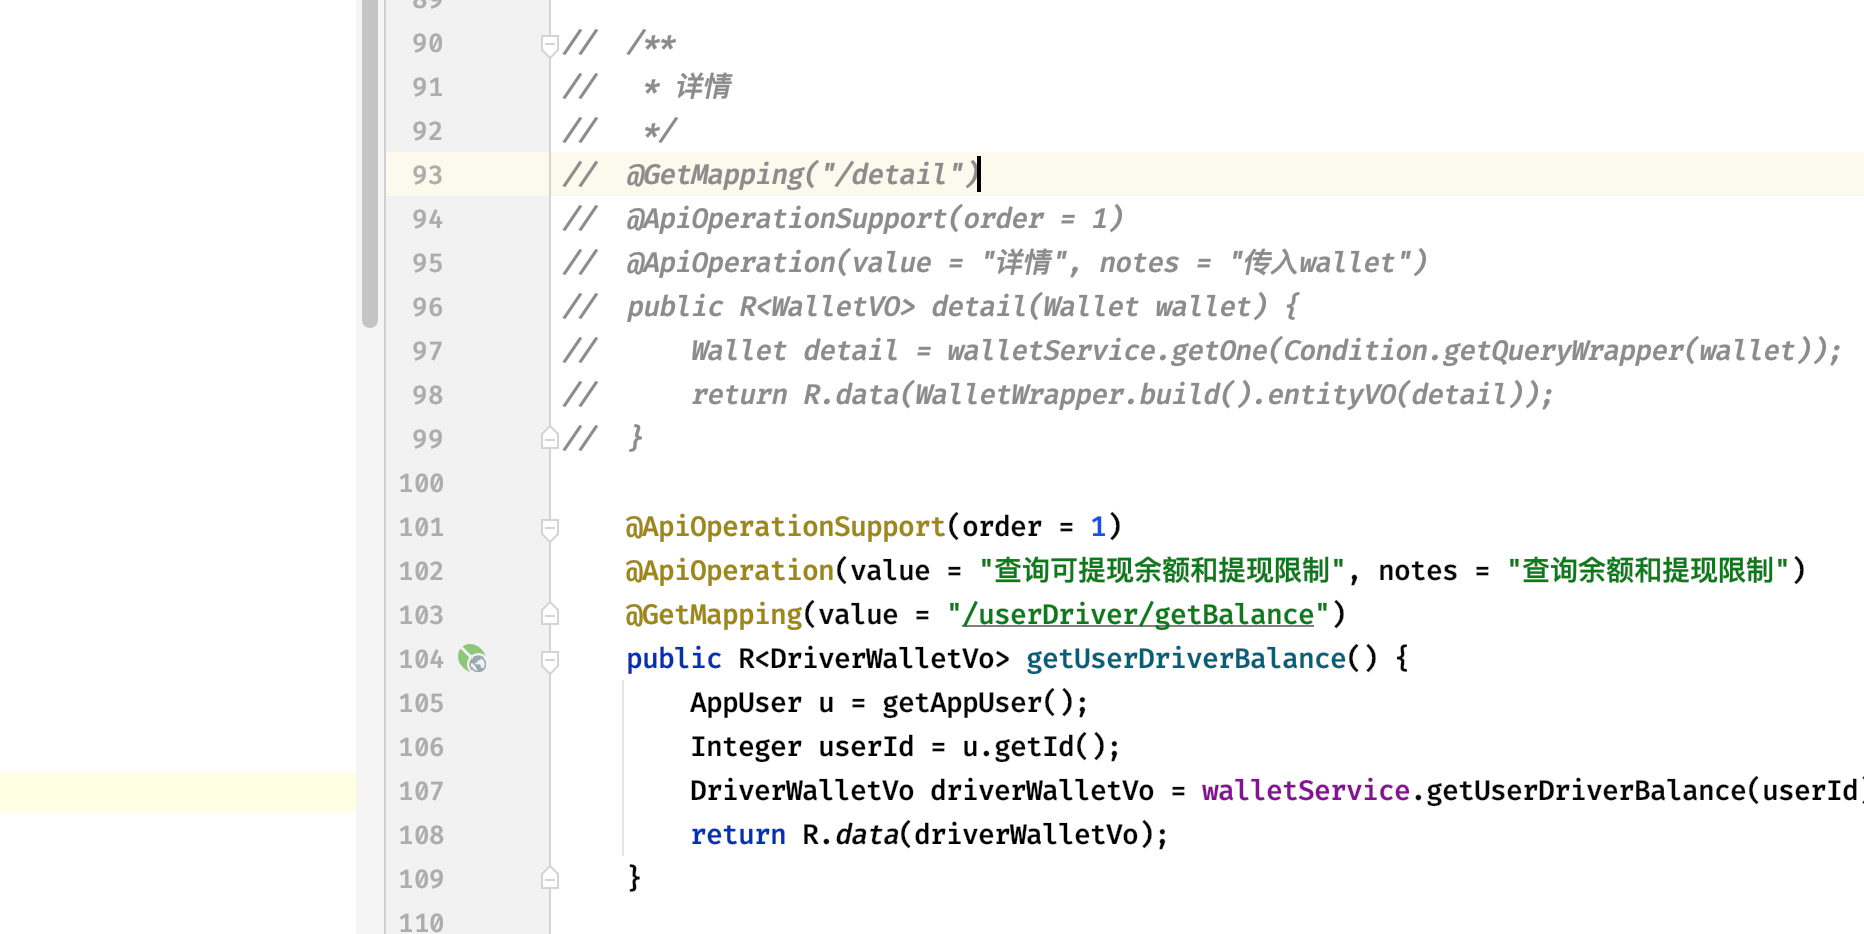 89
90 // /**
91 // * 详情
92 // */
93 // @GetMapping("/detail")
94 // @ApiOperationSupport(order = 1)
95 // @ApiOperation(value = "详情", notes = "传入wallet")
96 // public R<WalletVO> detail(Wallet wallet) {
97 // Wallet detail = walletService.getOne(Condition.getQueryWrapper(wallet));
98 // return R.data(WalletWrapper.build().entityVO(detail));
99 // }
100
101 @ApiOperationSupport(order = 1)
102 @ApiOperation(value = "查询可提现余额和提现限制", notes = "查询余额和提现限制")
103 @GetMapping(value = "/userDriver/getBalance")
104 public R<DriverWalletVo> getUserDriverBalance() {
105 AppUser u = getAppUser();
106 Integer userId = u.getId();
107 DriverWalletVo driverWalletVo = walletService.getUserDriverBalance(userId)
108 return R.data(driverWalletVo);
109 }
110